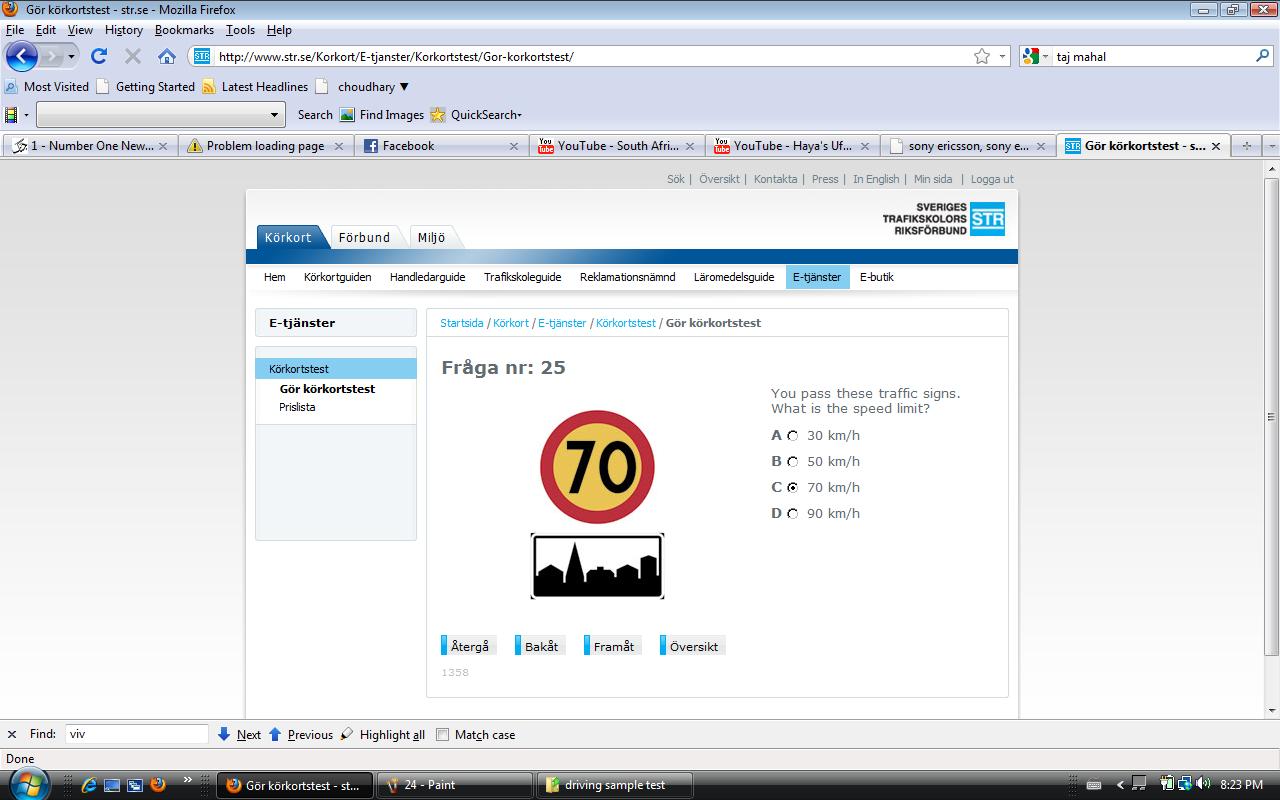 Gör körkortstest - str.se - Mozilla Firefox
File Edit View History Bookmarks Tools Help
STR http://www.str.se/Korkort/E-tjanster/Korkortstest/Gor-korkortstest/ taj mahal
Most Visited Getting Started Latest Headlines choudhary ▼
Search Find Images QuickSearch
1 - Number One New... Problem loading page Facebook YouTube - South Afri... YouTube - Haya's Uf... sony ericsson, sony e... Gör körkortstest - s...
Sök | Översikt | Kontakta | Press | In English | Min sida | Logga ut
SVERIGES
TRAFIKSKOLORS
RIKSFÖRBUND
STR
Körkort Förbund Miljö
Hem Körkortguiden Handledarguide Trafikskoleguide Reklamationsnämnd Läromedelsguide E-tjänster E-butik
E-tjänster
Startsida / Körkort / E-tjänster / Körkortstest / Gör körkortstest
Körkortstest
Gör körkortstest
Prislista
Fråga nr: 25
70
You pass these traffic signs.
What is the speed limit?
A 30 km/h
B 50 km/h
C 70 km/h
D 90 km/h
Återgå Bakåt Framåt Översikt
1358
Find: viv Next Previous Highlight all Match case
Done
Gör körkortstest - st... 24 - Paint driving sample test 8:23 PM